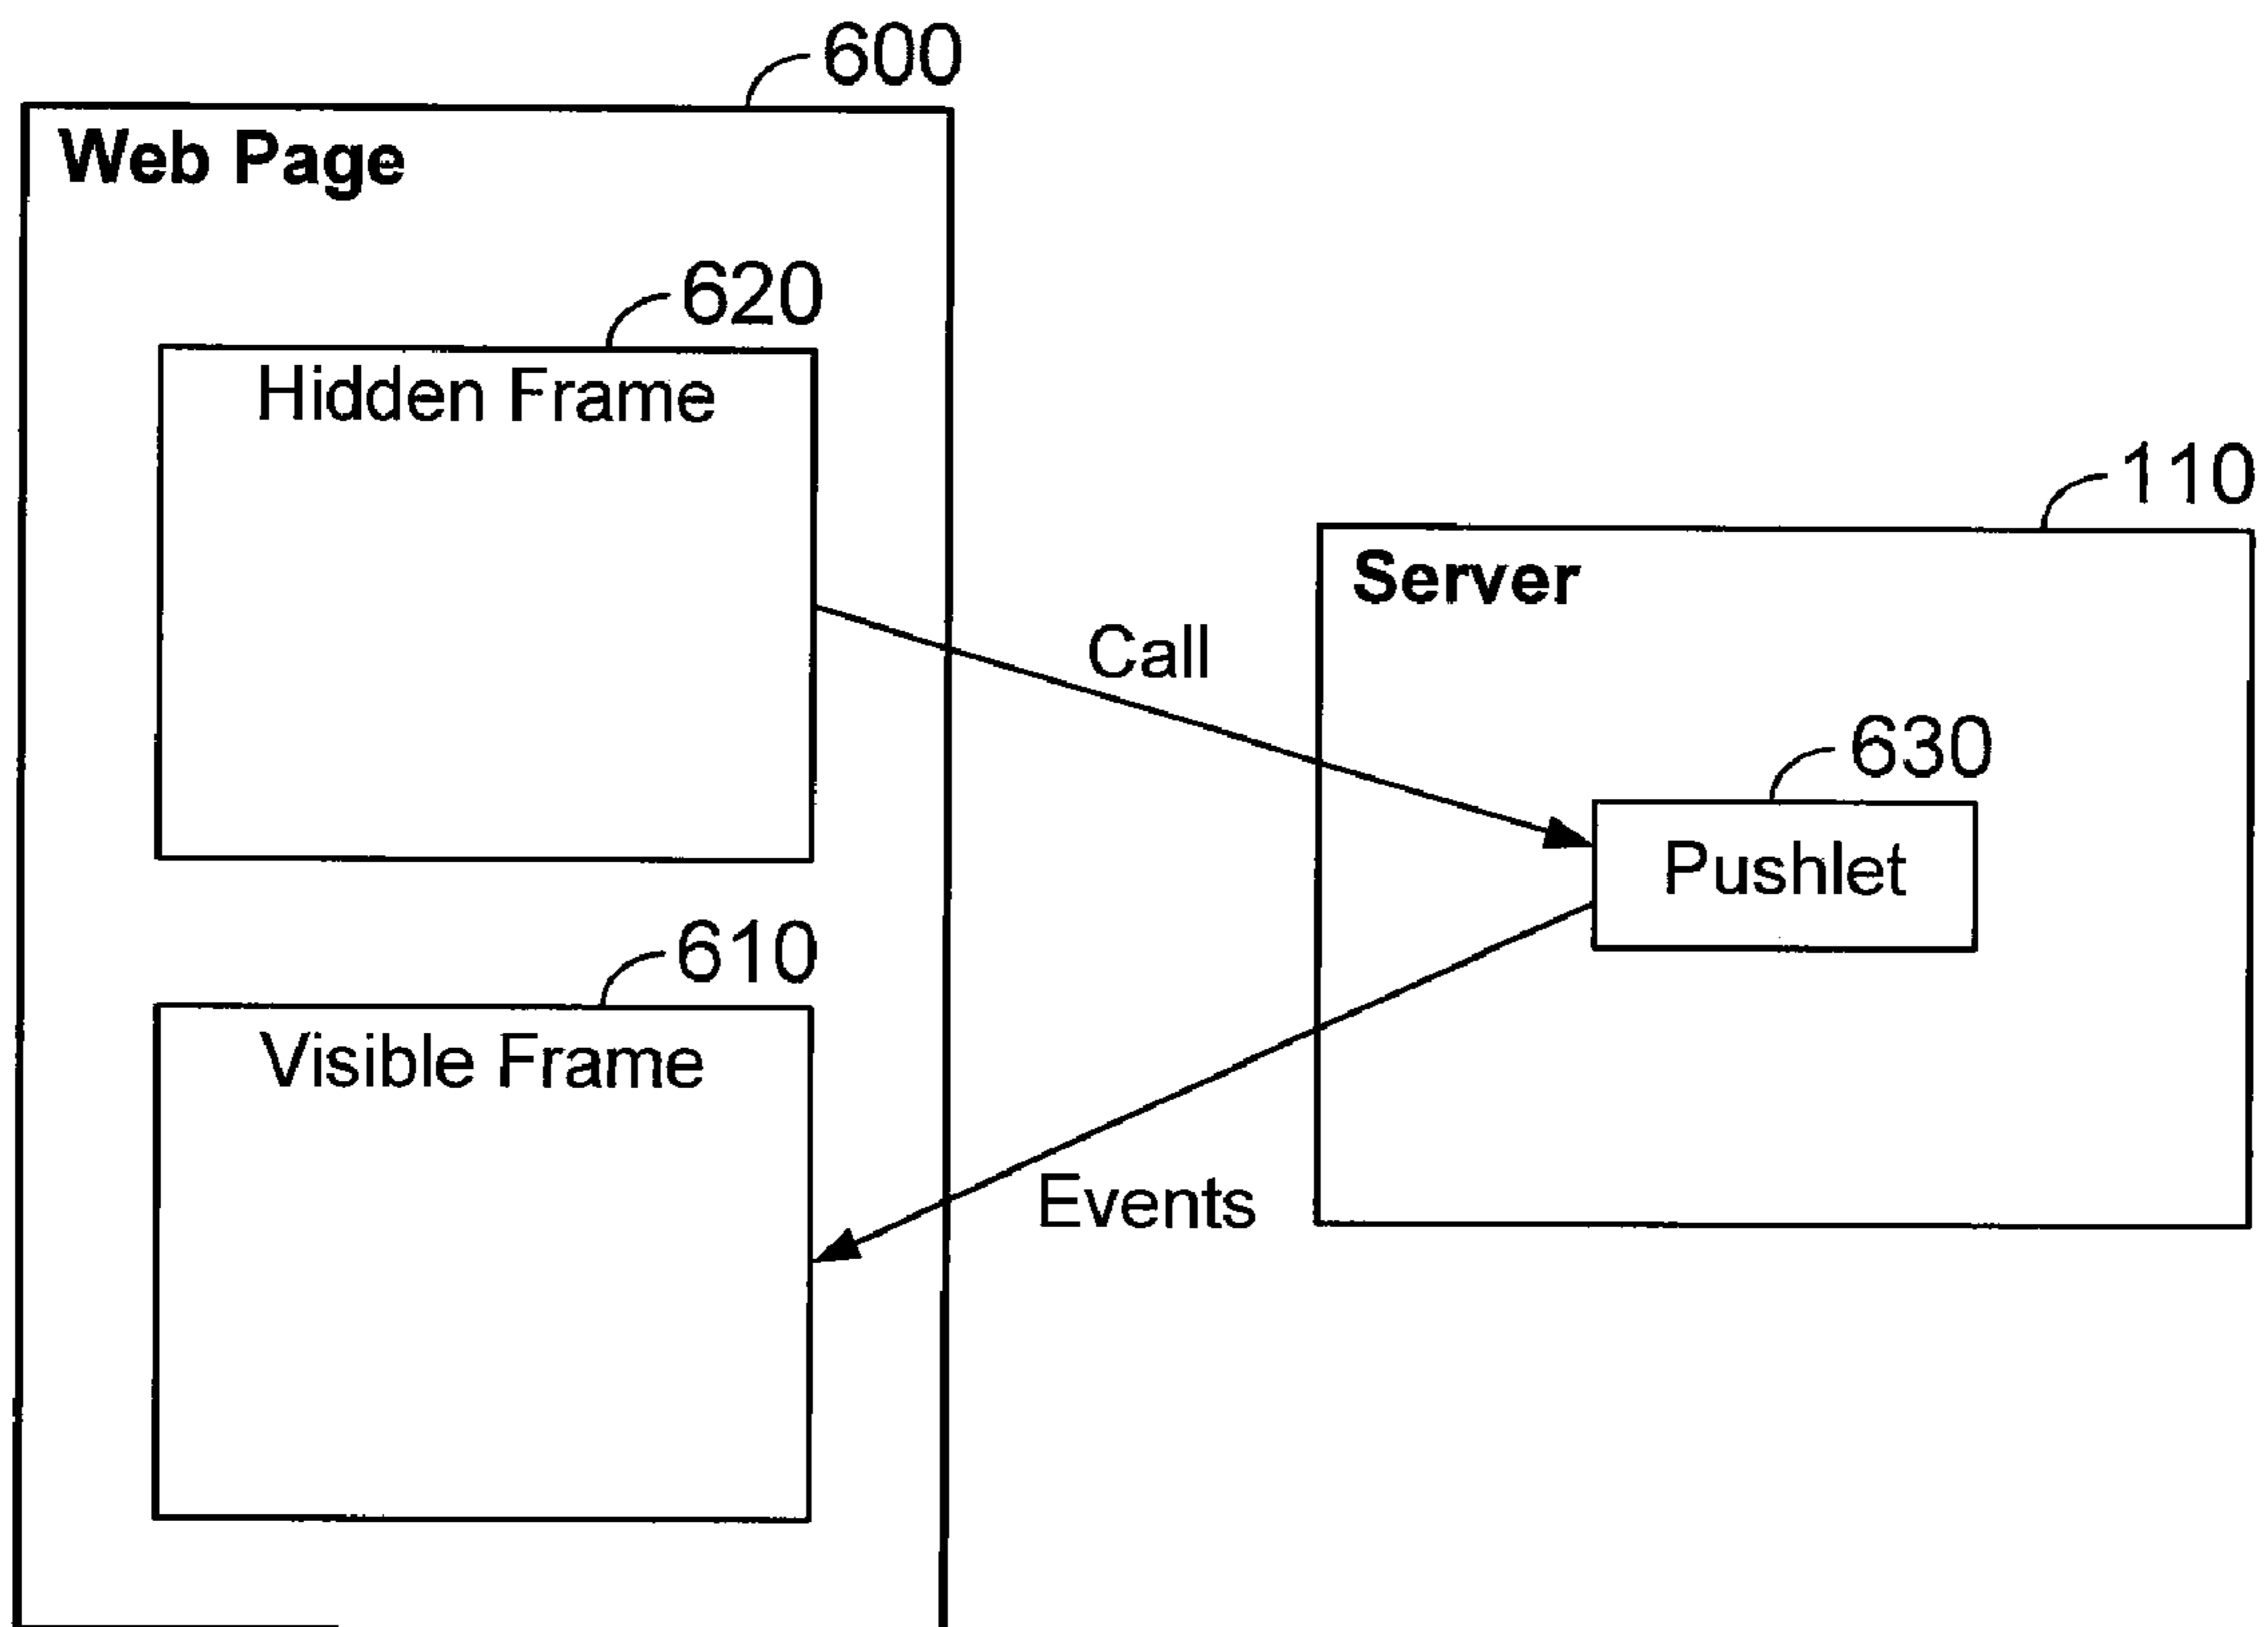 600
Web Page
620
Hidden Frame
110
Server
Call
630
Pushlet
610
Visible Frame
Events